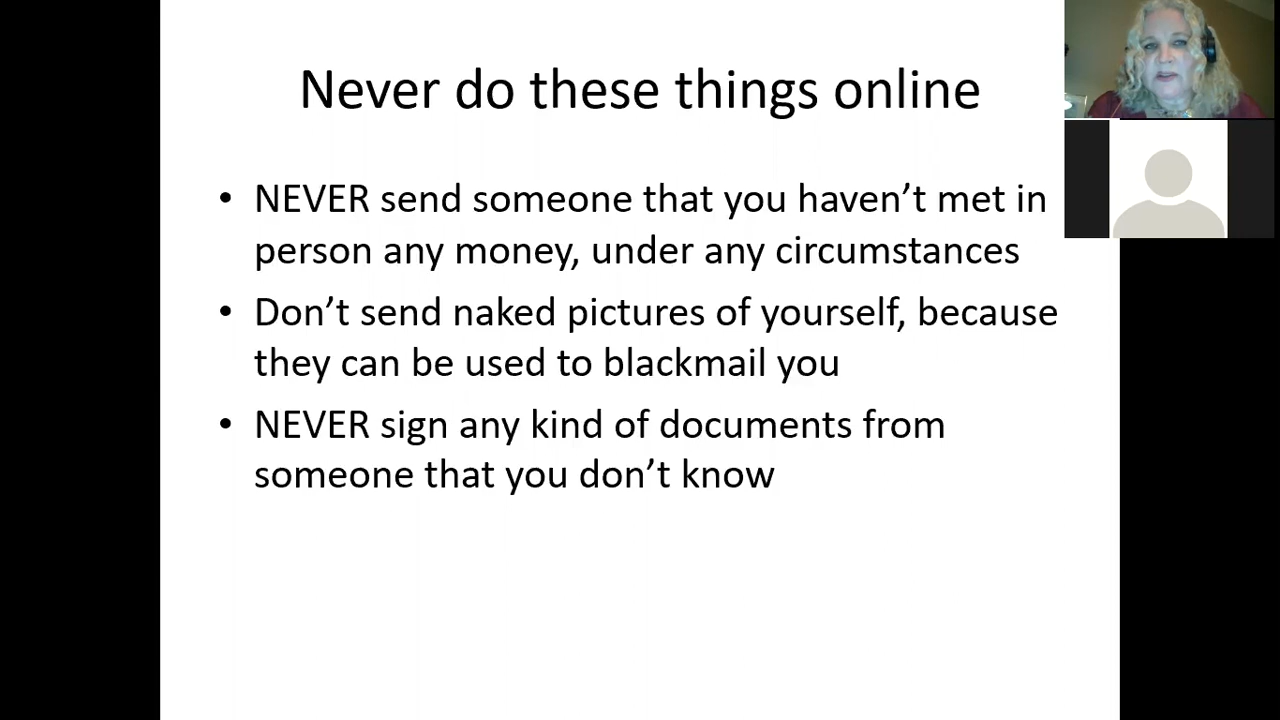 Never do these things online
• NEVER send someone that you haven’t met in
person any money, under any circumstances
• Don’t send naked pictures of yourself, because
they can be used to blackmail you
• NEVER sign any kind of documents from
someone that you don’t know